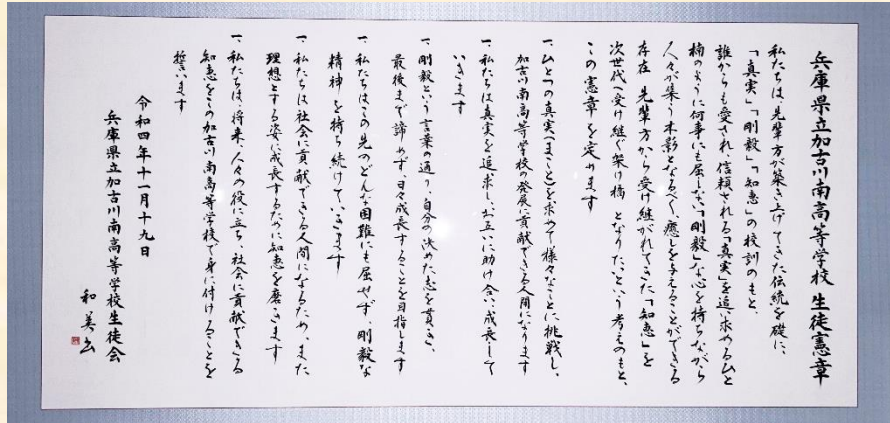 兵庫県立加古川南高等学校 生徒憲章
私たちは、先輩方が築き上げてきた伝統を礎に、
「真実」「剛毅」「知恵」の校訓のもと、
誰からも愛され、信頼される「真実」を追い求めるひと
楠のように何事にも屈しない「剛毅」な心を持ちながら
人々が集う木影となるべく、癒しを与えることができる
存在 先輩方から受け継がれてきた「知恵」を
次世代へ受け継ぐ架け橋 となりたいという考えのもと、
この憲章を定めます
一、ひとつの真実(まこと)を求めて様々なことに挑戦し、
加古川南高等学校の発展に貢献できる人間になります
一、私たちは真実を追求し、お互いに助け合い、成長して
いきます
一、剛毅という言葉の通り、自分の決めた志を貫き、
最後まで諦めず、日々成長することを目指します
一、私たちはこの先のどんな困難にも屈せず、剛毅な
精神を持ち続けていきます
一、私たちは社会に貢献できる人間になるため、また
理想とする姿に成長するために知恵を磨きます
一、私たちは、将来、人々の役に立ち、社会に貢献できる
知恵をこの加古川南高等学校で身に付けることを
誓います
令和四年十一月十九日
兵庫県立加古川南高等学校生徒会
和美書